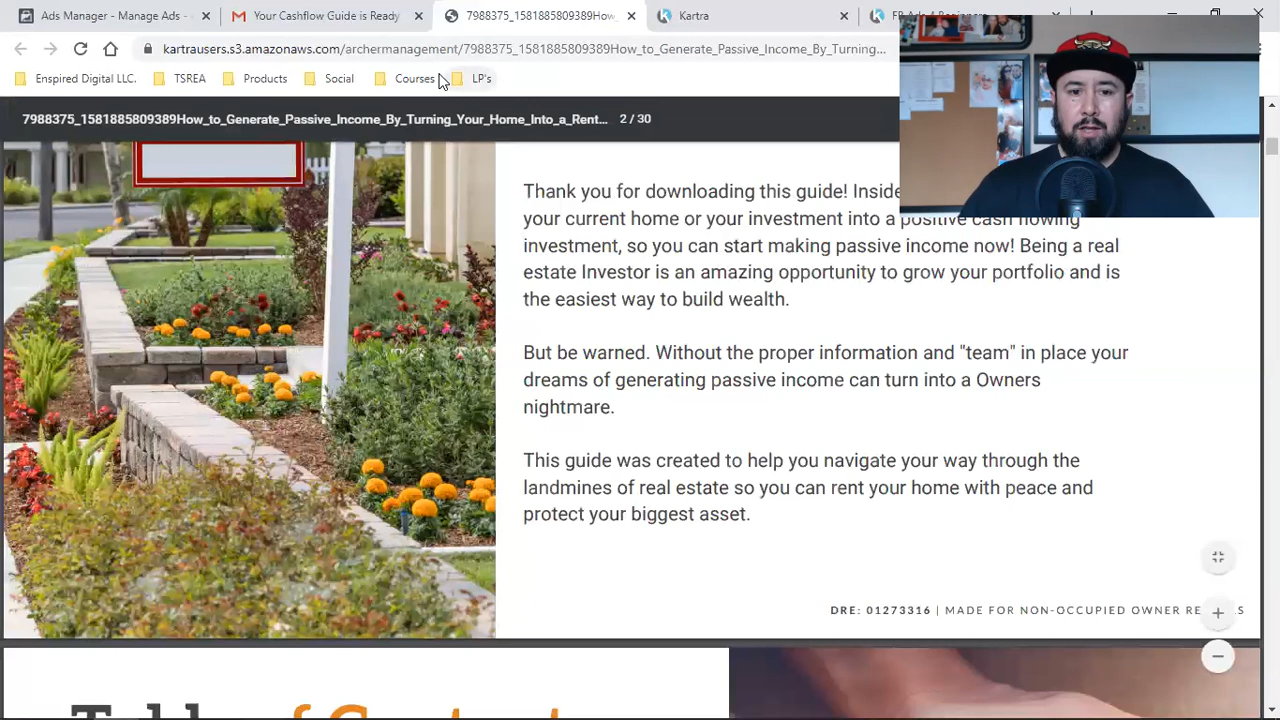 Ads Manager - Manage Ads -
Your Cashflow Guide is Ready
7988375_1581885809389How_
Kartra
kartrausers.s3.amazonaws.com/archermanagement/7988375_1581885809389How_to_Generate_Passive_Income_By_Turning_...
Enspired Digital LLC. TSREA Products Social Courses LP's
7988375_1581885809389How_to_Generate_Passive_Income_By_Turning_Your_Home_Into_a_Rent... 2 / 30
Thank you for downloading this guide! Inside
your current home or your investment into a positive cash flowing
investment, so you can start making passive income now! Being a real
estate Investor is an amazing opportunity to grow your portfolio and is
the easiest way to build wealth.
But be warned. Without the proper information and "team" in place your
dreams of generating passive income can turn into a Owners
nightmare.
This guide was created to help you navigate your way through the
landmines of real estate so you can rent your home with peace and
protect your biggest asset.
DRE: 01273316 | MADE FOR NON-OCCUPIED OWNER RE